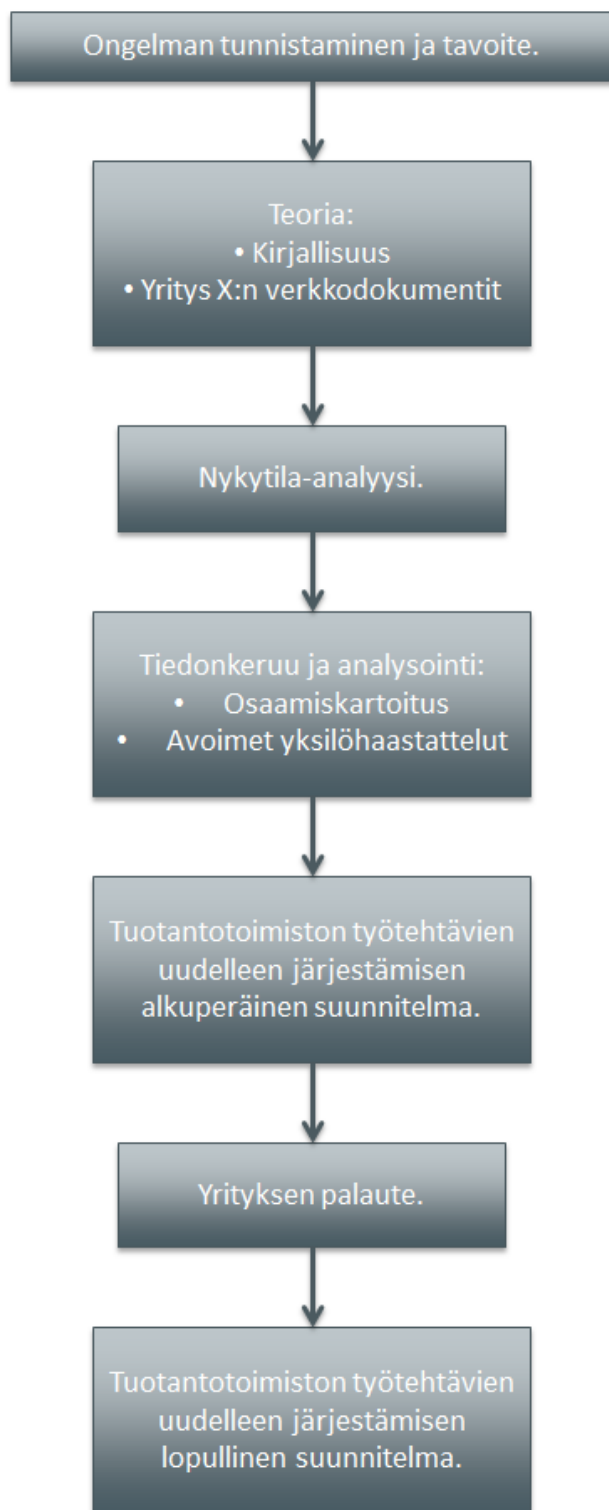 Ongelman tunnistaminen ja tavoite.
Teoria:
• Kirjallisuus
• Yritys X:n verkkodokumentit
Nykytila-analyysi.
Tiedonkeruu ja analysointi:
• Osaamiskartoitus
• Avoimet yksilöhaastattelut
Tuotantotoimiston työtehtävien
uudelleen järjestämisen
alkuperäinen suunnitelma.
Yrityksen palaute.
Tuotantotoimiston työtehtävien
uudelleen järjestämisen
lopullinen suunnitelma.